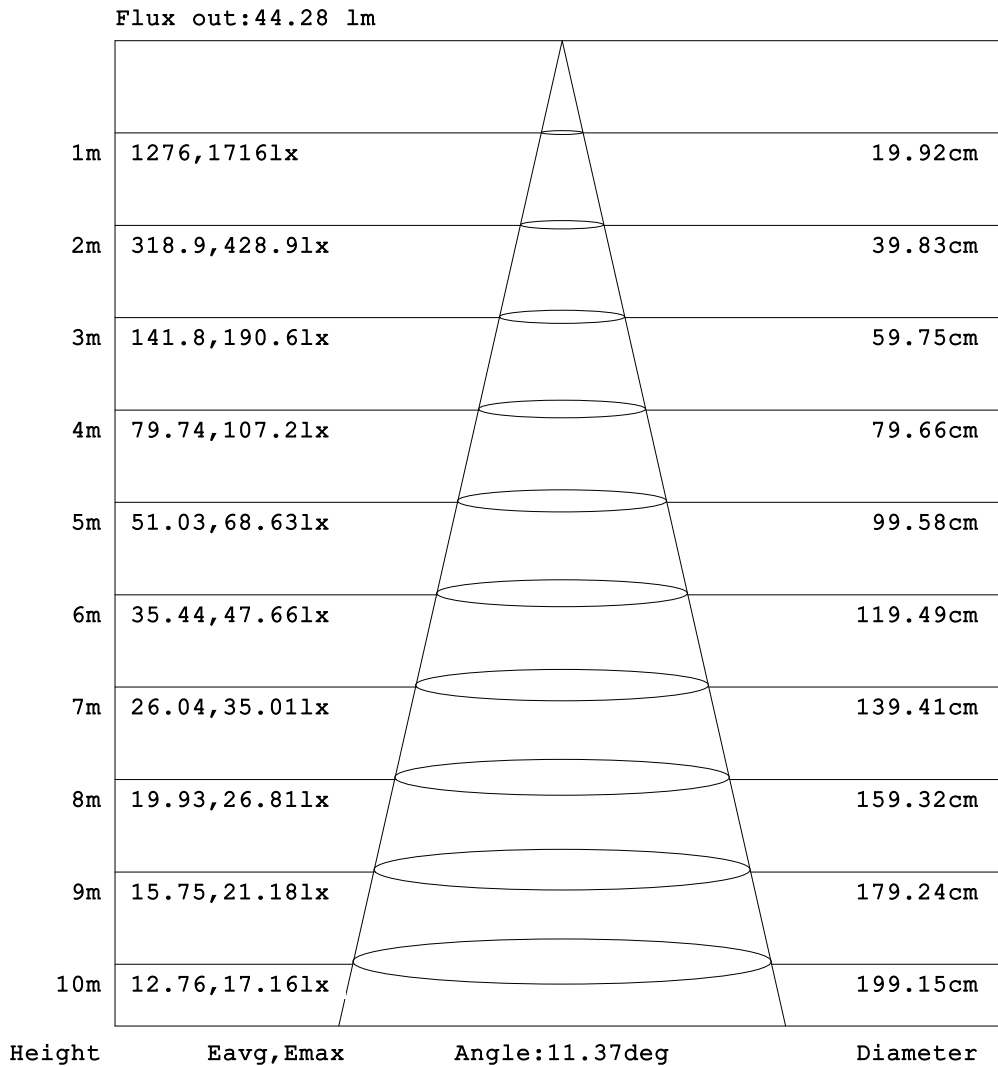 Flux out:44.28 lm
1m 1276,1716lx 19.92cm
2m 318.9,428.9lx 39.83cm
3m 141.8,190.6lx 59.75cm
4m 79.74,107.2lx 79.66cm
5m 51.03,68.63lx 99.58cm
6m 35.44,47.66lx 119.49cm
7m 26.04,35.01lx 139.41cm
8m 19.93,26.81lx 159.32cm
9m 15.75,21.18lx 179.24cm
10m 12.76,17.16lx 199.15cm
Height Eavg,Emax Angle:11.37deg Diameter